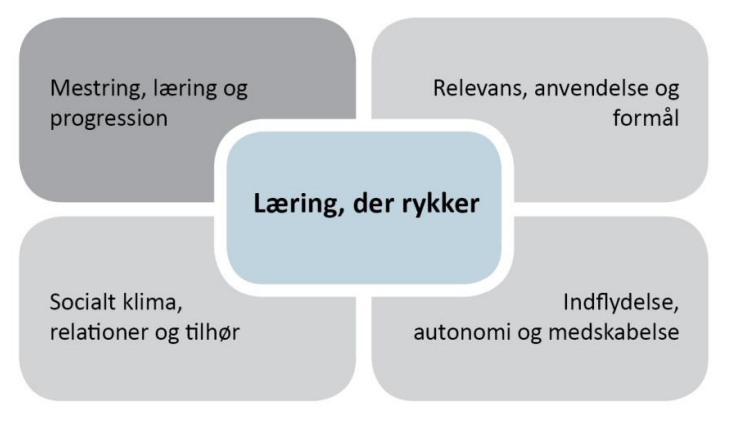 Mestring, læring og
progression
Relevans, anvendelse og
formål
Læring, der rykker
Socialt klima,
relationer og tilhør
Indflydelse,
autonomi og medskabelse